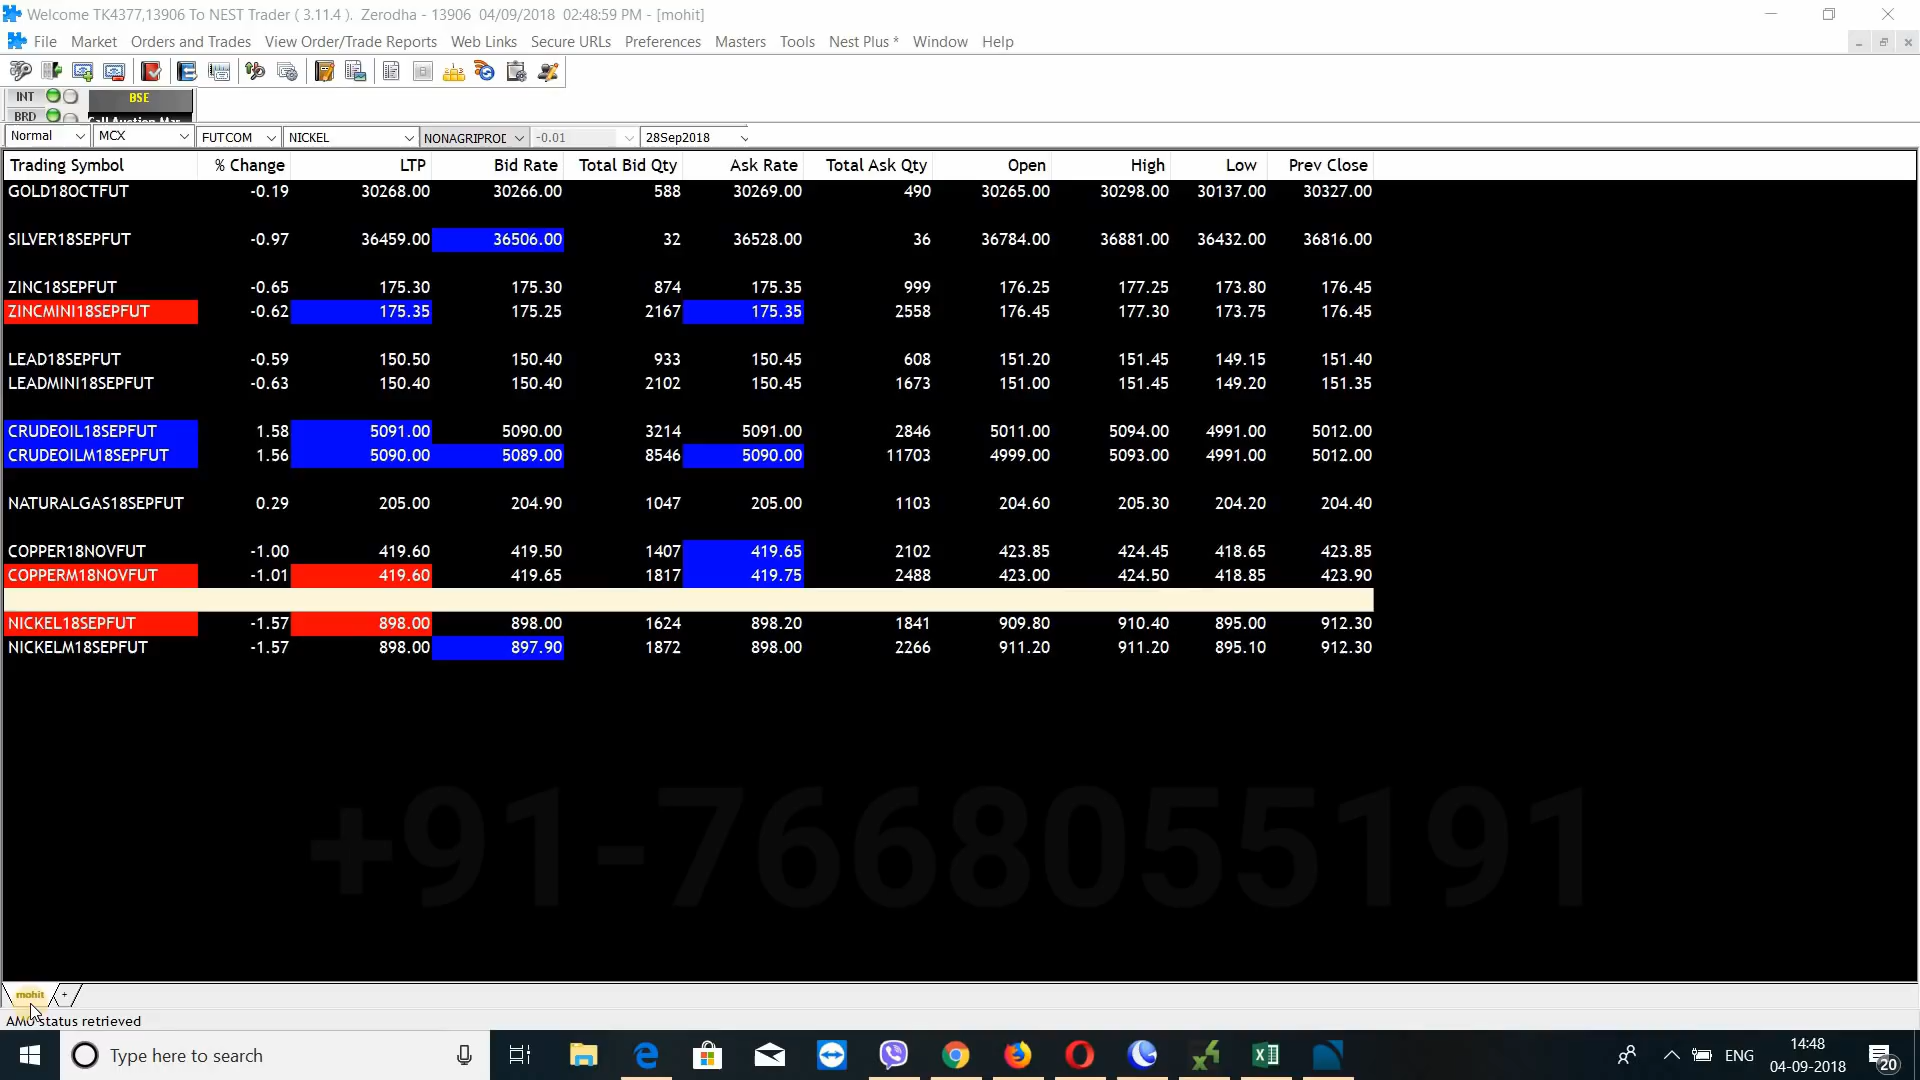 Welcome TK4377,13906 To NEST Trader ( 3.11.4 ). Zerodha - 13906 04/09/2018 02:48:59 PM - [mohit]
File Market Orders and Trades View Order/Trade Reports Web Links Secure URLs Preferences Masters Tools Nest Plus * Window Help
INT BSE
BRD
Normal MCX FUTCOM NICKEL NONAGRIPROD -0.01 28Sep2018
Trading Symbol % Change LTP Bid Rate Total Bid Qty Ask Rate Total Ask Qty Open High Low Prev Close
GOLD18OCTFUT -0.19 30268.00 30266.00 588 30269.00 490 30265.00 30298.00 30137.00 30327.00
SILVER18SEPFUT -0.97 36459.00 36506.00 32 36528.00 36 36784.00 36881.00 36432.00 36816.00
ZINC18SEPFUT -0.65 175.30 175.30 874 175.35 999 176.25 177.25 173.80 176.45
ZINCMINI18SEPFUT -0.62 175.35 175.25 2167 175.35 2558 176.45 177.30 173.75 176.45
LEAD18SEPFUT -0.59 150.50 150.40 933 150.45 608 151.20 151.45 149.15 151.40
LEADMINI18SEPFUT -0.63 150.40 150.40 2102 150.45 1673 151.00 151.45 149.20 151.35
CRUDEOIL18SEPFUT 1.58 5091.00 5090.00 3214 5091.00 2846 5011.00 5094.00 4991.00 5012.00
CRUDEOILM18SEPFUT 1.56 5090.00 5089.00 8546 5090.00 11703 4999.00 5093.00 4991.00 5012.00
NATURALGAS18SEPFUT 0.29 205.00 204.90 1047 205.00 1103 204.60 205.30 204.20 204.40
COPPER18NOVFUT -1.00 419.60 419.50 1407 419.65 2102 423.85 424.45 418.65 423.85
COPPERM18NOVFUT -1.01 419.60 419.65 1817 419.75 2488 423.00 424.50 418.85 423.90
NICKEL18SEPFUT -1.57 898.00 898.00 1624 898.20 1841 909.80 910.40 895.00 912.30
NICKELM18SEPFUT -1.57 898.00 897.90 1872 898.00 2266 911.20 911.20 895.10 912.30
+91-7668055191
mohit +
AMO status retrieved
Type here to search ENG 14:48
04-09-2018 20